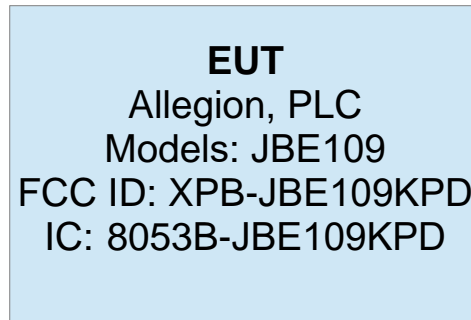 EUT
Allegion, PLC
Models: JBE109
FCC ID: XPB-JBE109KPD
IC: 8053B-JBE109KPD